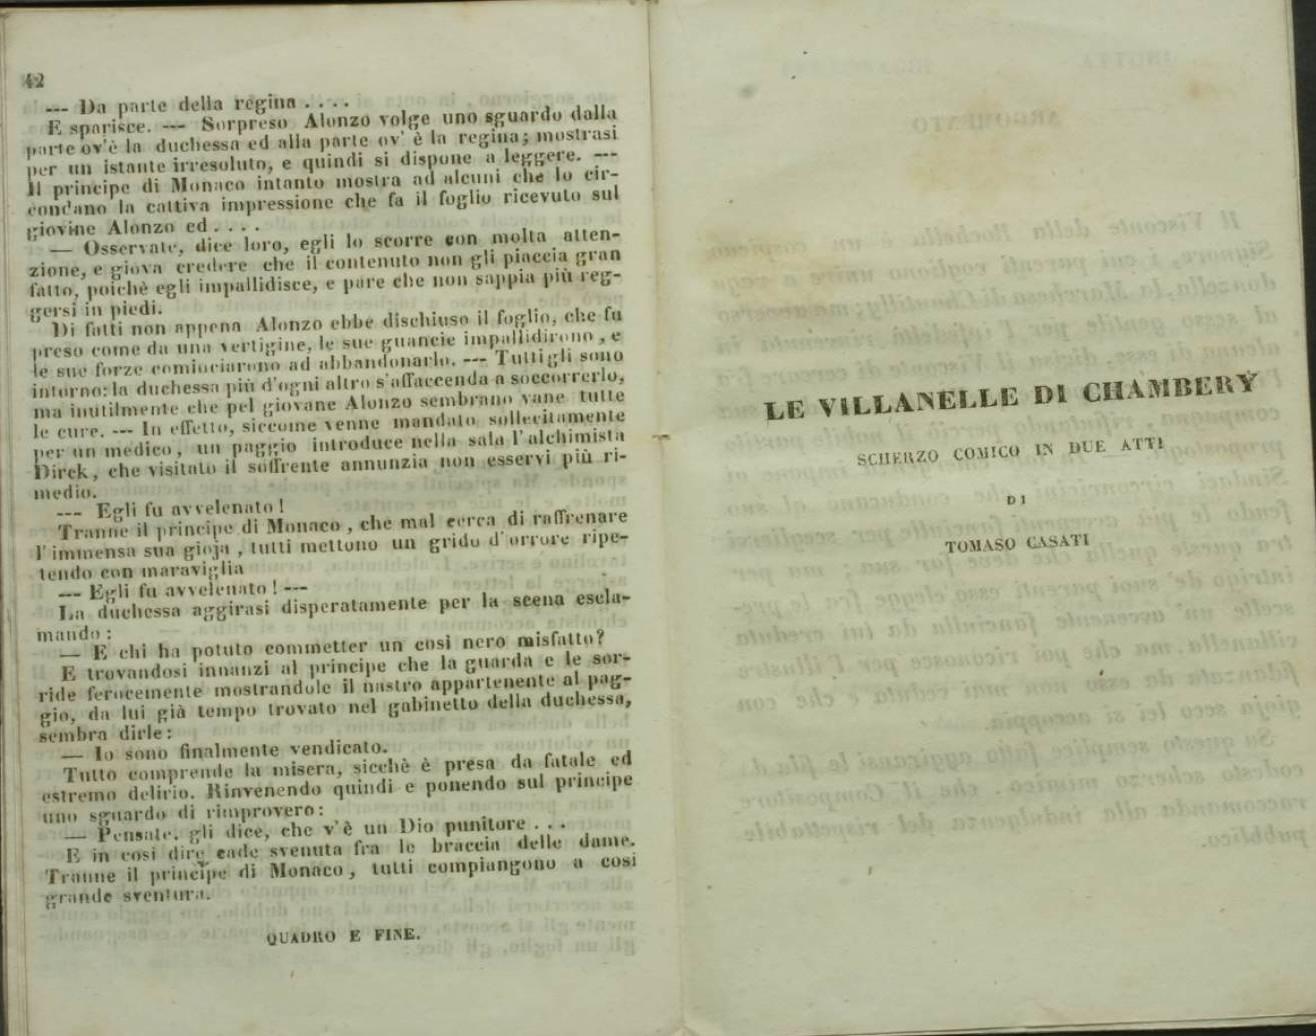 42
--- Da parte della regina . . . .
E sparisce. --- Sorpreso Alonzo volge uno sguardo dalla
parte ov'è la duchessa ed alla parte ov' è la regina; mostrasi
per un istante irresoluto, e quindi si dispone a leggere. ---
Il principe di Monaco intanto mostra ad alcuni che lo cir-
condano la cattiva impressione che fa il foglio ricevuto sul
giovine Alonzo ed . . . .
— Osservate, dice loro, egli lo scorre con molta atten-
zione, e giova credere che il contenuto non gli piaccia gran
fatto, poichè egli impallidisce, e pare che non sappia più reg-
gersi in piedi.
Di fatti non appena Alonzo ebbe dischiuso il foglio, che fu
preso come da una vertigine, le sue guancie impallidirono, e
le sue forze cominciarono ad abbandonarlo. --- Tutti gli sono
intorno: la duchessa più d'ogni altro s'affaccenda a soccorrerlo,
ma inutilmente che pel giovane Alonzo sembrano vane tutte
le cure. --- In effetto, siccome venne mandato sollecitamente
per un medico, un paggio introduce nella sala l'alchimista
Dirck, che visitato il soffrente annunzia non esservi più ri-
medio.
--- Egli fu avvelenato!
Tranne il principe di Monaco, che mal cerca di raffrenare
l'immensa sua gioja, tutti mettono un grido d'orrore ripe-
tendo con maraviglia
--- Egli fu avvelenato! ---
La duchessa aggirasi disperatamente per la scena escla-
mando:
— E chi ha potuto commetter un cosi nero misfatto?
E trovandosi innanzi al principe che la guarda e le sor-
ride ferocemente mostrandole il nastro appartenente al pag-
gio, da lui già tempo trovato nel gabinetto della duchessa,
sembra dirle:
— Io sono finalmente vendicato.
Tutto comprende la misera, sicchè è presa da fatale ed
estremo delirio. Rinvenendo quindi e ponendo sul principe
uno sguardo di rimprovero:
— Pensate, gli dice, che v'è un Dio punitore . . .
E in cosi dire cade svenuta fra le braccia delle dame.
Tranne il principe di Monaco, tutti compiangono a cosi
grande sventura.
QUADRO E FINE.
LE VILLANELLE DI CHAMBERY
SCHERZO COMICO IN DUE ATTI
DI
TOMASO CASATI